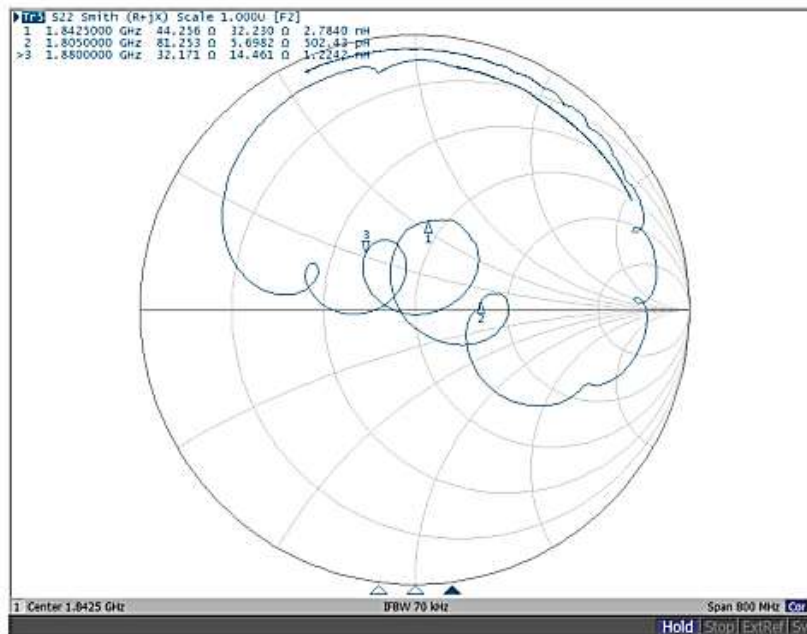 Tr3 S22 Smith (R+jX) Scale 1.000U [F2]
1 1.8425000 GHz 44.256 Ω 32.230 Ω 2.7840 nH
2 1.8050000 GHz 81.253 Ω 5.6982 Ω 502.43 pH
>3 1.8800000 GHz 32.171 Ω 14.461 Ω 1.2242 nH
3
1
2
1 Center 1.8425 GHz IFBW 70 kHz Span 800 MHz Cor
Hold Stop ExtRef Sv